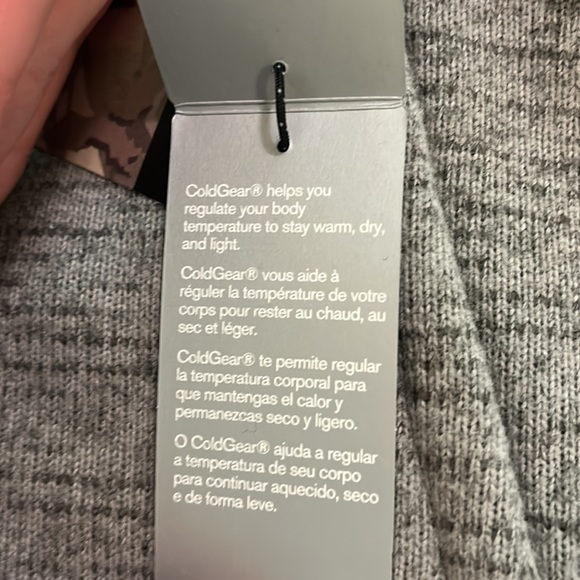 ColdGear® helps you
regulate your body
temperature to stay warm, dry,
and light.
ColdGear® vous aide à
réguler la température de votre
corps pour rester au chaud, au
sec et léger.
ColdGear® te permite regular
la temperatura corporal para
que mantengas el calor y
permanezcas seco y ligero.
O ColdGear® ajuda a regular
a temperatura de seu corpo
para continuar aquecido, seco
e de forma leve.